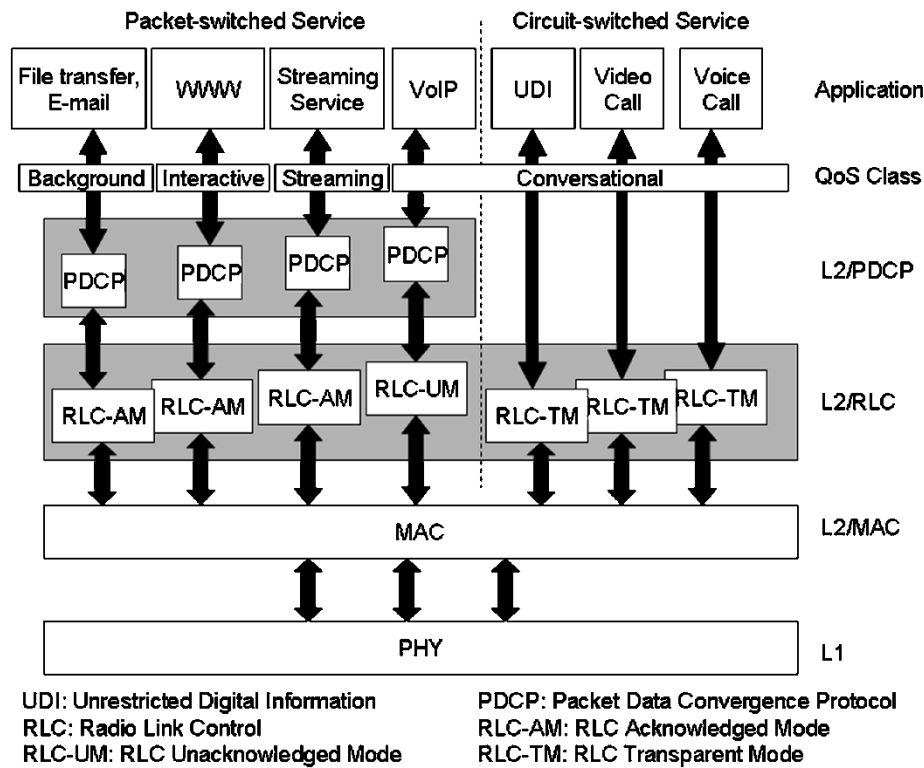 Packet-switched Service
Circuit-switched Service
File transfer,
E-mail
WWW
Streaming
Service
VoIP
UDI
Video
Call
Voice
Call
Application
Background
Interactive
Streaming
Conversational
QoS Class
PDCP
PDCP
PDCP
PDCP
L2/PDCP
RLC-AM
RLC-AM
RLC-AM
RLC-UM
RLC-TM
RLC-TM
RLC-TM
L2/RLC
MAC
L2/MAC
PHY
L1
UDI: Unrestricted Digital Information
PDCP: Packet Data Convergence Protocol
RLC: Radio Link Control
RLC-AM: RLC Acknowledged Mode
RLC-UM: RLC Unacknowledged Mode
RLC-TM: RLC Transparent Mode